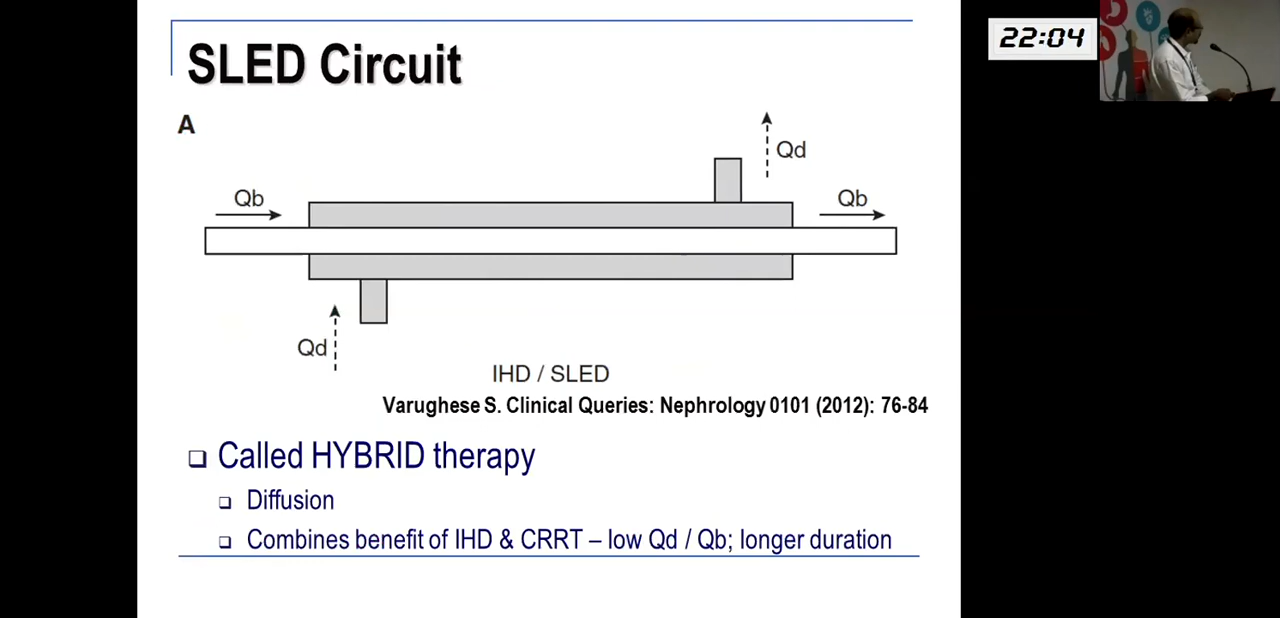 SLED Circuit
22:04
A
Qd
Qb
Qb
Qd
IHD / SLED
Varughese S. Clinical Queries: Nephrology 0101 (2012): 76-84
Called HYBRID therapy
Diffusion
Combines benefit of IHD & CRRT – low Qd / Qb; longer duration